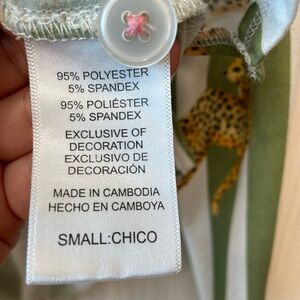 95% POLYESTER
5% SPANDEX
95% POLIÉSTER
5% SPANDEX
EXCLUSIVE OF
DECORATION
EXCLUSIVO DE
DECORACIÓN
MADE IN CAMBODIA
HECHO EN CAMBOYA
SMALL:CHICO